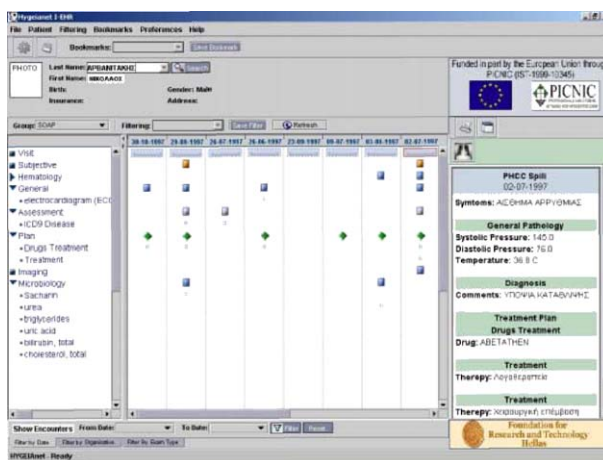 Hygeianet I-EHR
File Patient Filtering Bookmarks Preferences Help
Bookmarks: Save Bookmark
PHOTO Last Name: ΑΡΒΑΝΙΤΑΚΗΣ Search
First Name: ΝΙΚΟΛΑΟΣ
Birth: Gender: Male
Insurance: Address:
Funded in part by the European Union throu
PICNIC (IST-1999-10345)
PICNIC
Group: SOAP Filtering: Save Filter Refresh
30-10-1997 29-08-1997 26-07-1997 26-06-1997 23-09-1997 09-07-1997 03-06-1997 02-07-1997
Visit
Subjective
Hematology
General
electrocardiogram (ECG
Assessment
ICD9 Disease
Plan
Drugs Treatment
Treatment
Imaging
Microbiology
Sacharin
urea
triglycerides
uric acid
bilirubin, total
cholesterol, total
PHCC Spili
02-07-1997
Symtoms: ΑΙΣΘΗΜΑ ΑΡΡΥΘΜΙΑΣ
General Pathology
Systolic Pressure: 145.0
Diastolic Pressure: 76.0
Temperature: 36.8 C
Diagnosis
Comments: ΥΠΟΨΙΑ ΚΑΤΑΘΛΙΨΗΣ
Treatment Plan
Drugs Treatment
Drug: ABETATHEN
Treatment
Therapy: Λογοθεραπεία
Treatment
Therapy: Χειρουργική επέμβαση
Show Encounters From Date: To Date: Filter Reset
Filter by Date Filter by Organisation Filter by Exam Type
Foundation for
Research and Technology
Hellas
HYGEIAnet - Ready